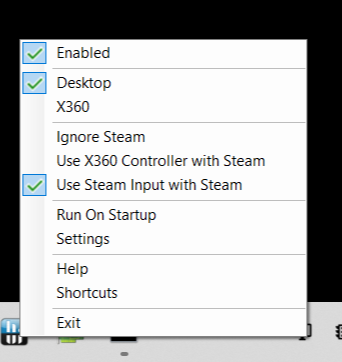 Enabled
Desktop
X360
Ignore Steam
Use X360 Controller with Steam
Use Steam Input with Steam
Run On Startup
Settings
Help
Shortcuts
Exit